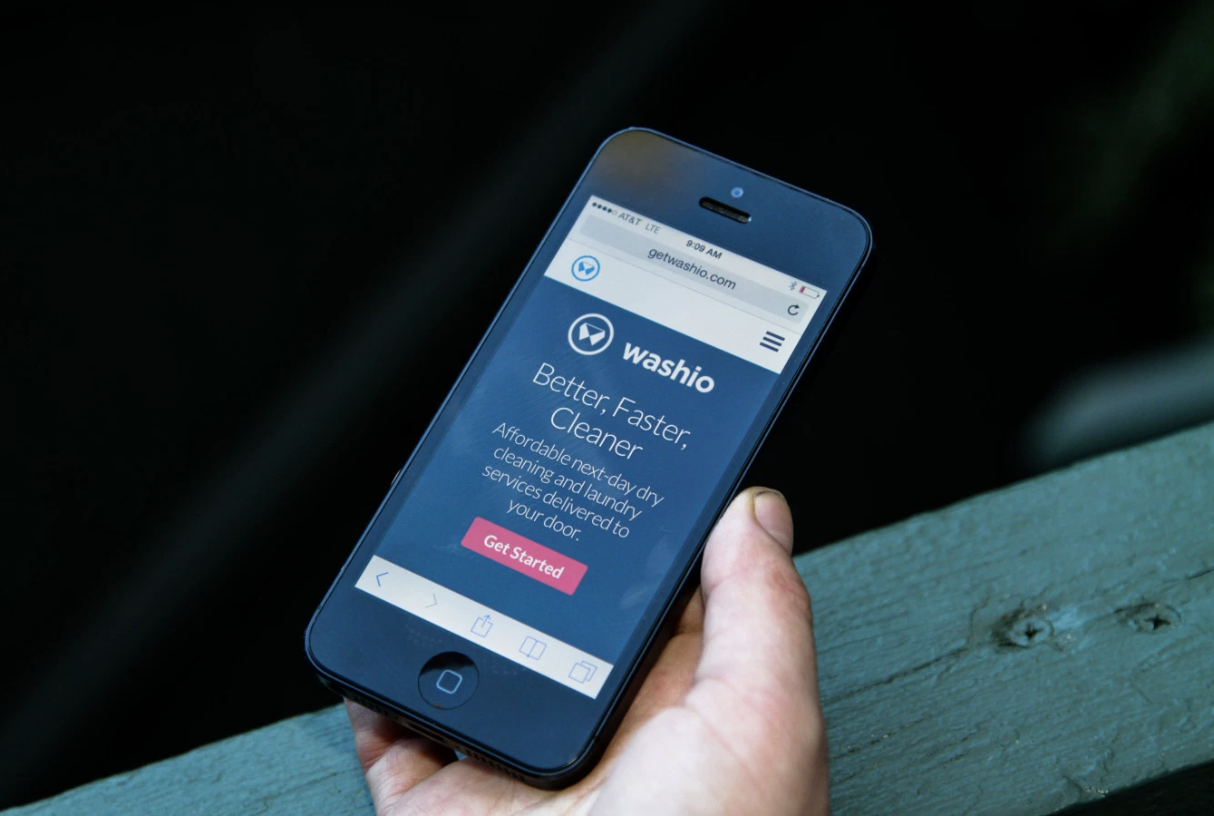 AT&T LTE
9:09 AM
getwashio.com
washio
Better, Faster,
Cleaner
Affordable next-day dry
cleaning and laundry
services delivered to
your door.
Get Started